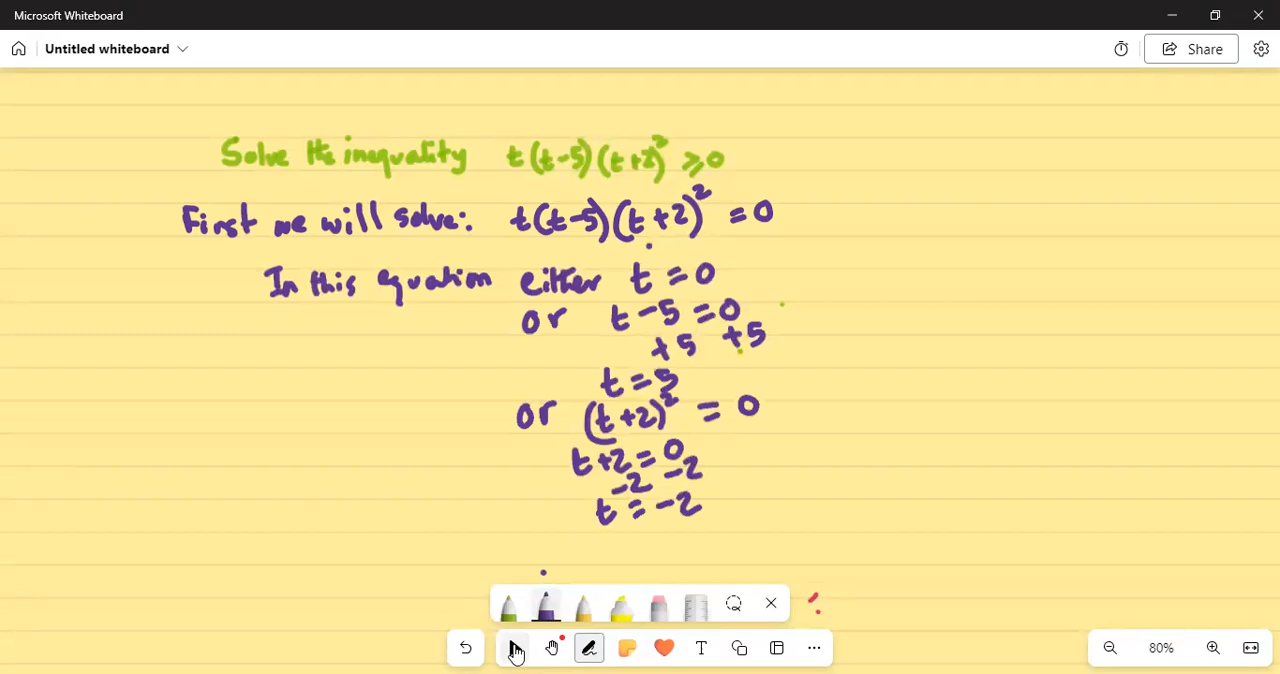 Microsoft Whiteboard
Untitled whiteboard
Share
Solve the inequality t(t-5)(t+2)² ≥ 0
First we will solve: t(t-5)(t+2)² = 0
In this equation either t = 0
or t - 5 = 0
+5 +5
t = 5
or (t+2)² = 0
t+2 = 0
-2 -2
t = -2
T
80%